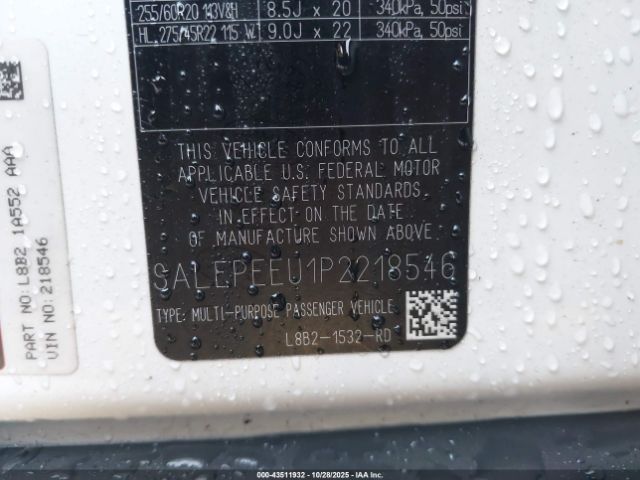 255/60R20 113V8H 8.5J x 20 340kPa, 50psi
HL 275/45R22 115 W 9.0J x 22 340kPa, 50psi
THIS VEHICLE CONFORMS TO ALL
APPLICABLE U.S. FEDERAL MOTOR
VEHICLE SAFETY STANDARDS
IN EFFECT ON THE DATE
OF MANUFACTURE SHOWN ABOVE.
SALEPEEU1P2218546
TYPE: MULTI-PURPOSE PASSENGER VEHICLE
L8B2-1532-RD
PART NO: L8B2 1A552 AAA
VIN NO: 218546
000-43511932 | 10/28/2025 | IAA Inc.